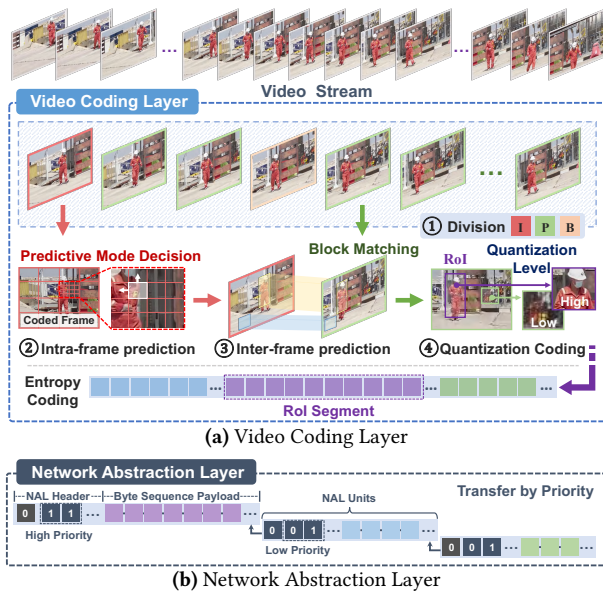 Video Stream
Video Coding Layer
① Division I P B
Predictive Mode Decision
Block Matching
Quantization
Level
RoI
High
Low
Coded Frame
② Intra-frame prediction
③ Inter-frame prediction
④ Quantization Coding
Entropy
Coding
RoI Segment
(a) Video Coding Layer
Network Abstraction Layer
NAL Header
Byte Sequence Payload
NAL Units
Transfer by Priority
0 1 1
High Priority
0 0 1
Low Priority
0 0 1
(b) Network Abstraction Layer